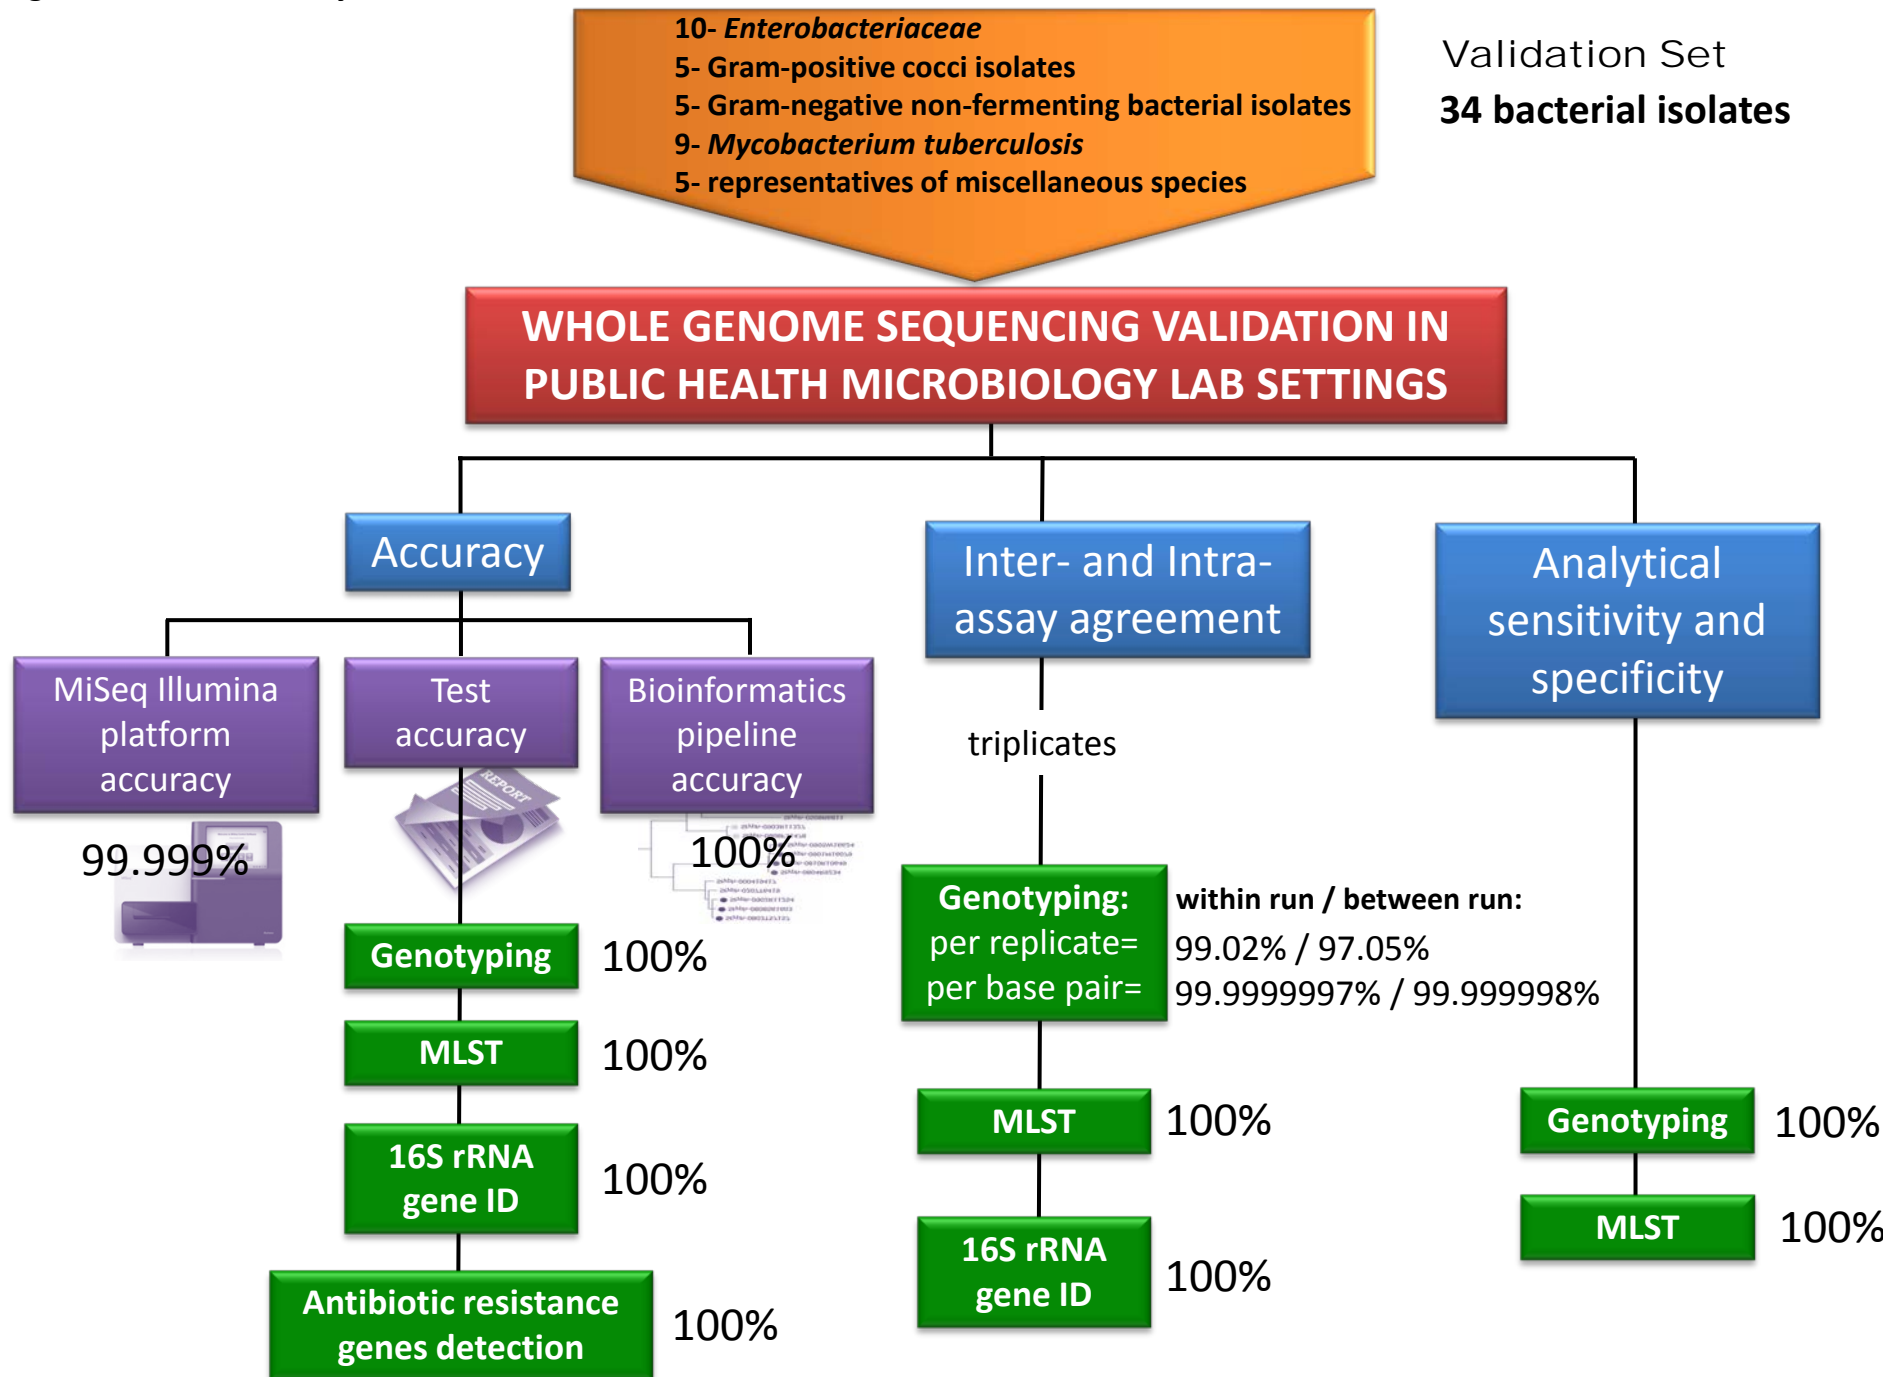 10- Enterobacteriaceae
5- Gram-positive cocci isolates
5- Gram-negative non-fermenting bacterial isolates
9- Mycobacterium tuberculosis
5- representatives of miscellaneous species
Validation Set
34 bacterial isolates
WHOLE GENOME SEQUENCING VALIDATION IN
PUBLIC HEALTH MICROBIOLOGY LAB SETTINGS
Accuracy
MiSeq Illumina
platform
accuracy
99.999%
Test
accuracy
REPORT
Bioinformatics
pipeline
accuracy
100%
Genotyping
100%
MLST
100%
16S rRNA
gene ID
100%
Antibiotic resistance
genes detection
100%
Inter- and Intra-
assay agreement
triplicates
Genotyping:
per replicate=
per base pair=
within run / between run:
99.02% / 97.05%
99.9999997% / 99.999998%
MLST
100%
16S rRNA
gene ID
100%
Analytical
sensitivity and
specificity
Genotyping
100%
MLST
100%